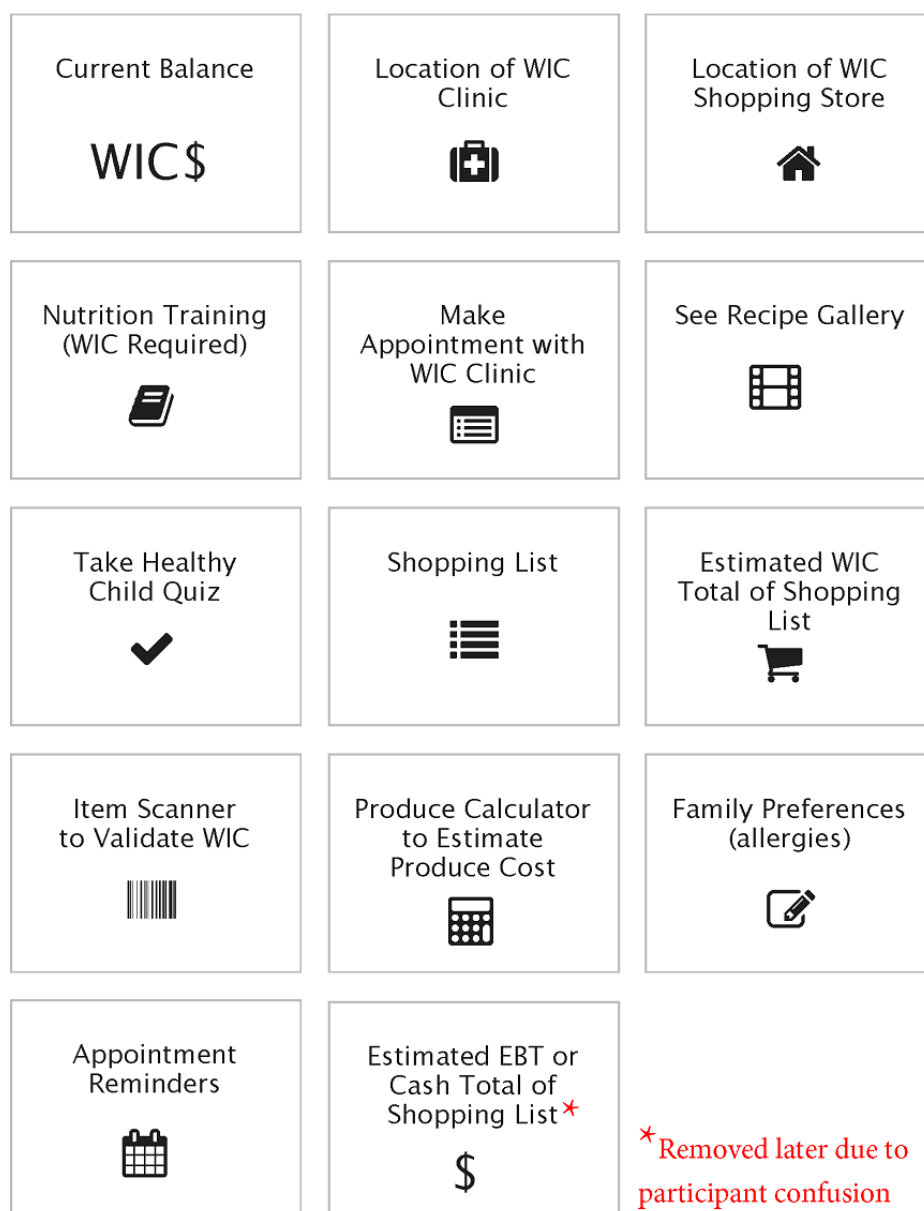 Current Balance
WIC$
Location of WIC
Clinic
Location of WIC
Shopping Store
Nutrition Training
(WIC Required)
Make
Appointment with
WIC Clinic
See Recipe Gallery
Take Healthy
Child Quiz
Shopping List
Estimated WIC
Total of Shopping
List
Item Scanner
to Validate WIC
Produce Calculator
to Estimate
Produce Cost
Family Preferences
(allergies)
Appointment
Reminders
Estimated EBT or
Cash Total of
Shopping List*
$
*Removed later due to
participant confusion